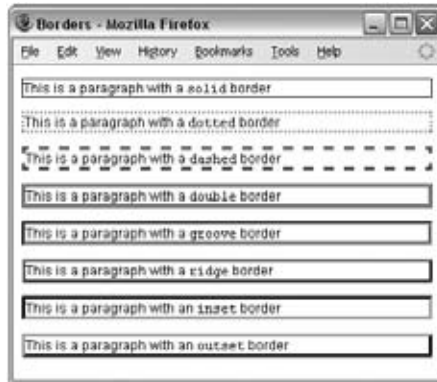 Borders - Mozilla Firefox
File Edit View History Bookmarks Tools Help
This is a paragraph with a solid border
This is a paragraph with a dotted border
This is a paragraph with a dashed border
This is a paragraph with a double border
This is a paragraph with a groove border
This is a paragraph with a ridge border
This is a paragraph with an inset border
This is a paragraph with an outset border